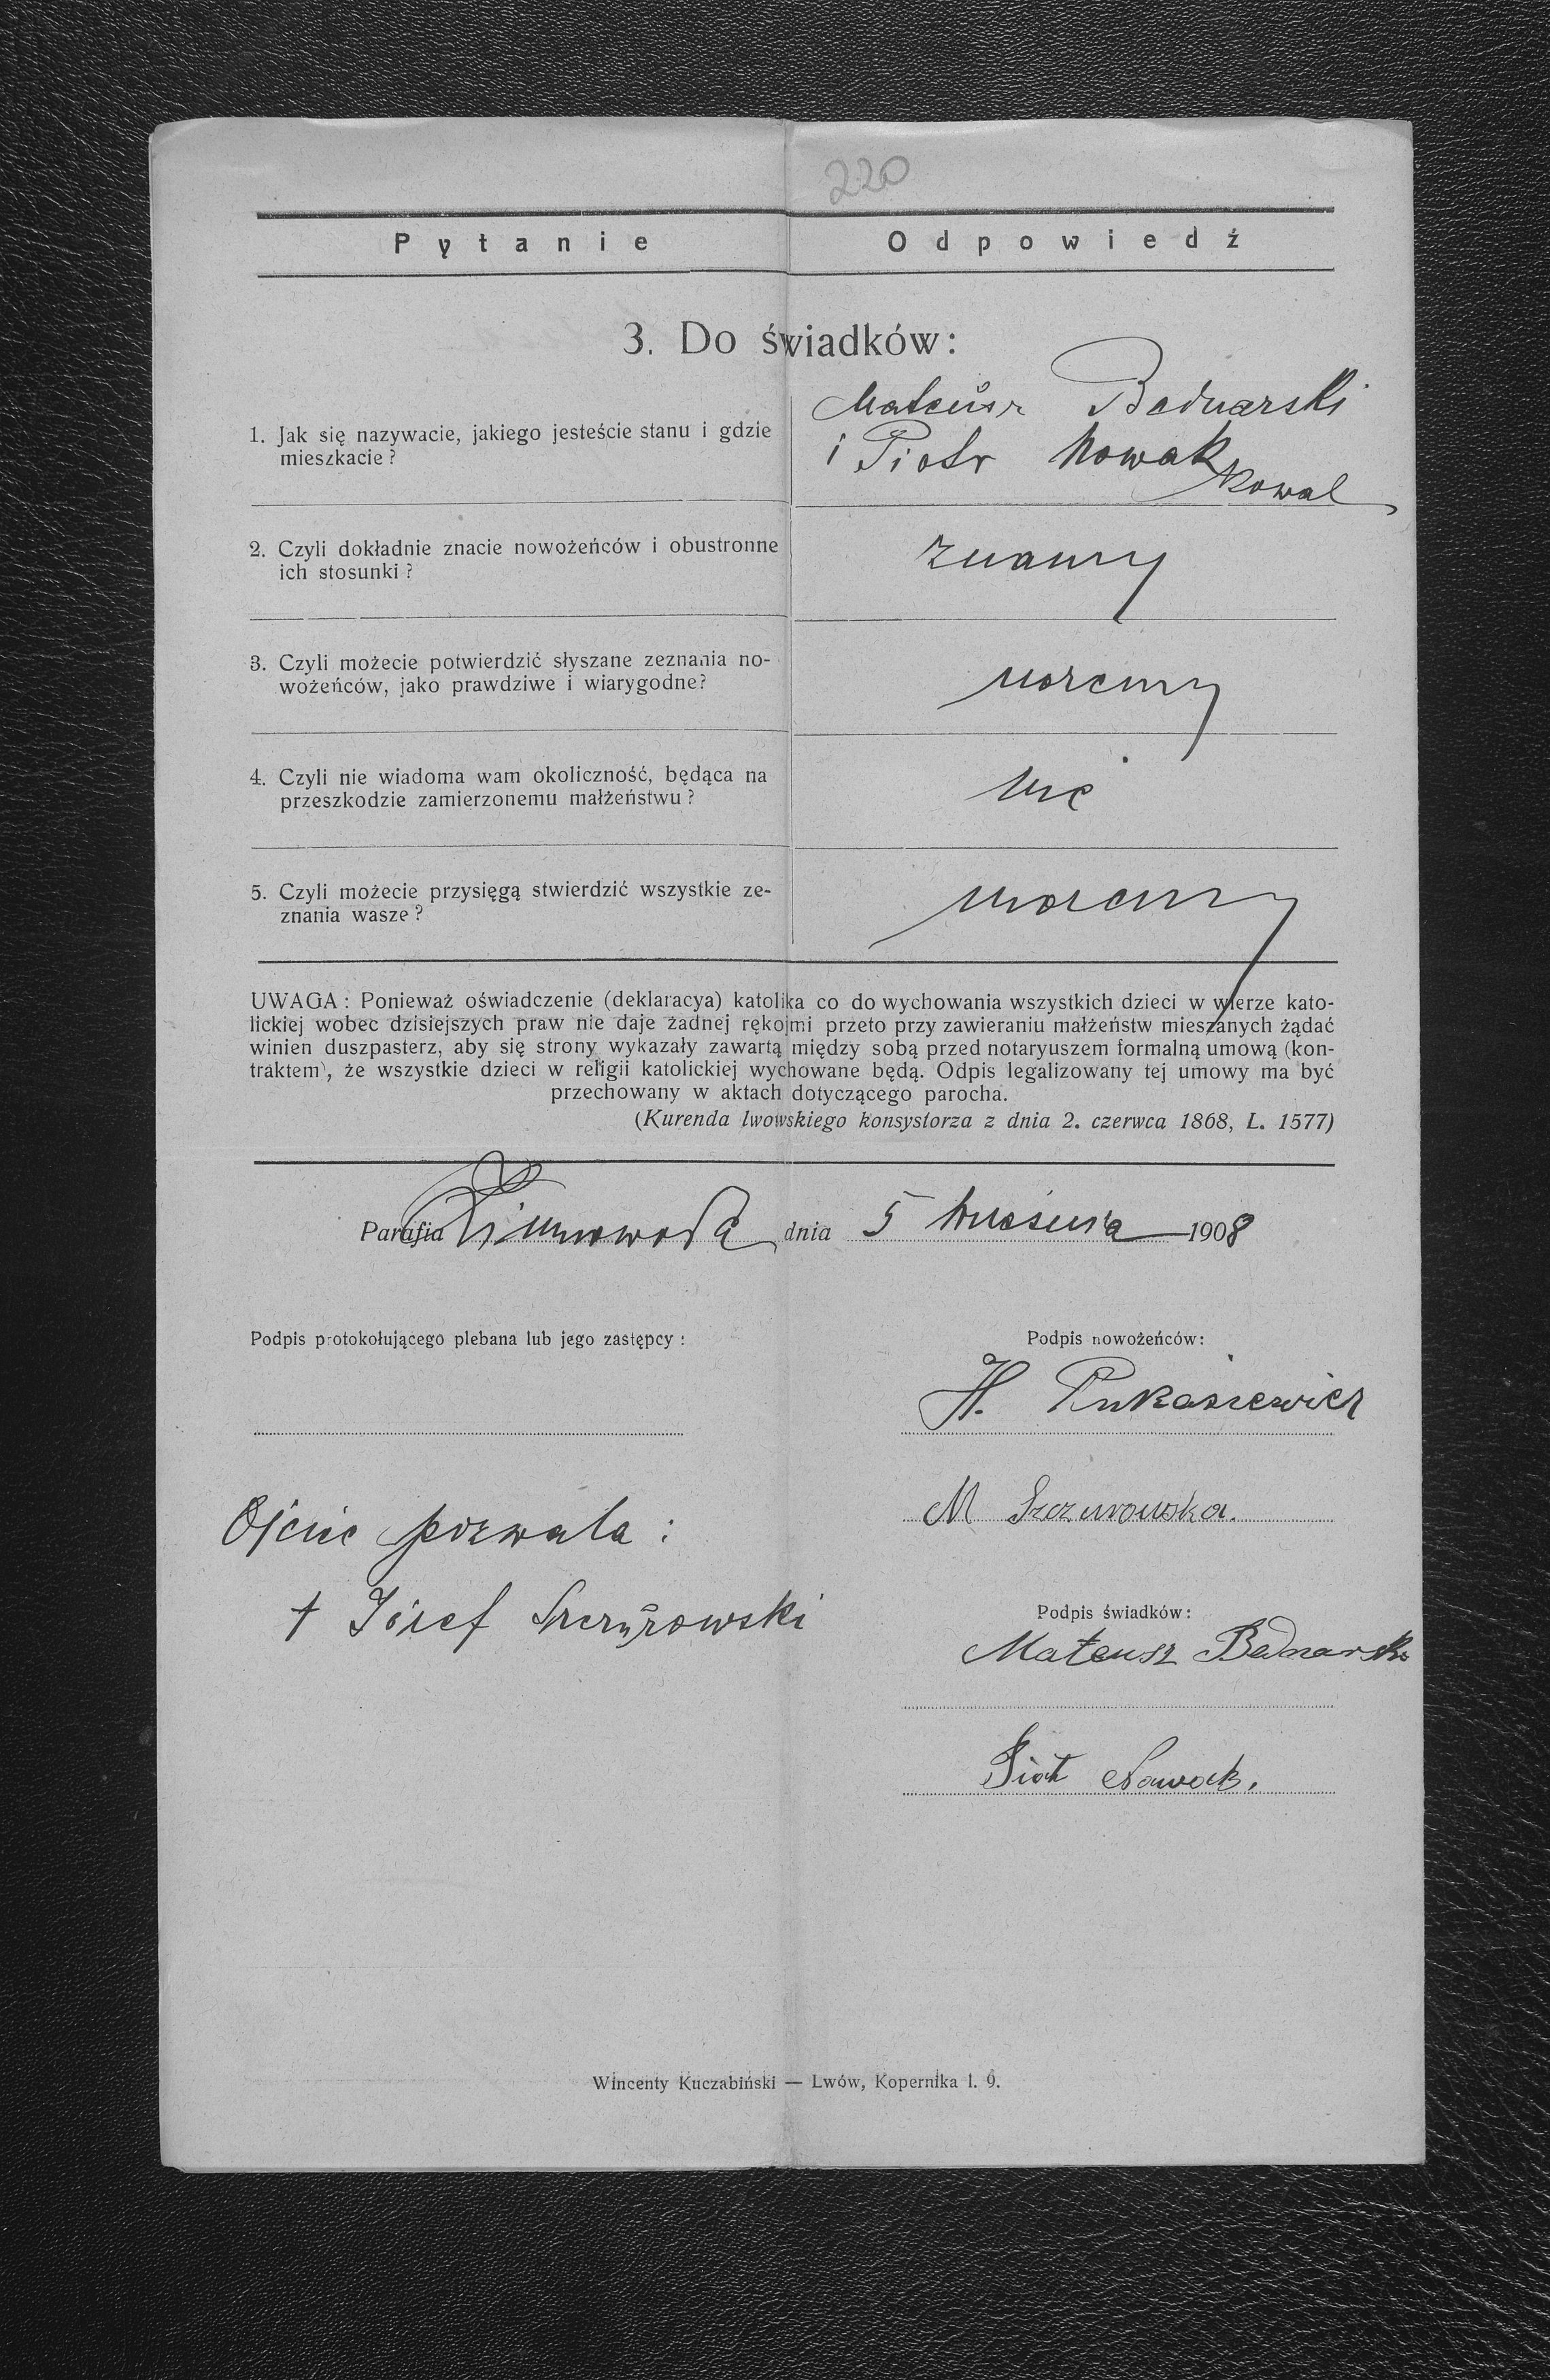 220
Pytanie Odpowiedź
3. Do świadków:
1. Jak się nazywacie, jakiego jesteście stanu i gdzie
mieszkacie?
Mateusz Bednarski
i Piotr Nowak
Kowal
2. Czyli dokładnie znacie nowożeńców i obustronne
ich stosunki?
znamy
3. Czyli możecie potwierdzić słyszane zeznania no-
wożeńców, jako prawdziwe i wiarygodne?
możemy
4. Czyli nie wiadoma wam okoliczność, będąca na
przeszkodzie zamierzonemu małżeństwu?
nie
5. Czyli możecie przysięgą stwierdzić wszystkie ze-
znania wasze?
możemy
UWAGA: Ponieważ oświadczenie (deklaracya) katolika co do wychowania wszystkich dzieci w wierze kato-
lickiej wobec dzisiejszych praw nie daje żadnej rękojmi przeto przy zawieraniu małżeństw mieszanych żądać
winien duszpasterz, aby się strony wykazały zawartą między sobą przed notaryuszem formalną umową (kon-
traktem), że wszystkie dzieci w religii katolickiej wychowane będą. Odpis legalizowany tej umowy ma być
przechowany w aktach dotyczącego parocha.
(Kurenda lwowskiego konsystorza z dnia 2. czerwca 1868, L. 1577)
Parafia Zimnowoda dnia 5 września 1908
Podpis protokołującego plebana lub jego zastępcy:
Podpis nowożeńców:
H. Łukasiewicz
M Szczurowska.
Ojciec pozwala:
† Józef Szczurowski
Podpis świadków:
Mateusz Bednarski
Piotr Nowak.
Wincenty Kuczabiński — Lwów, Kopernika l. 9.